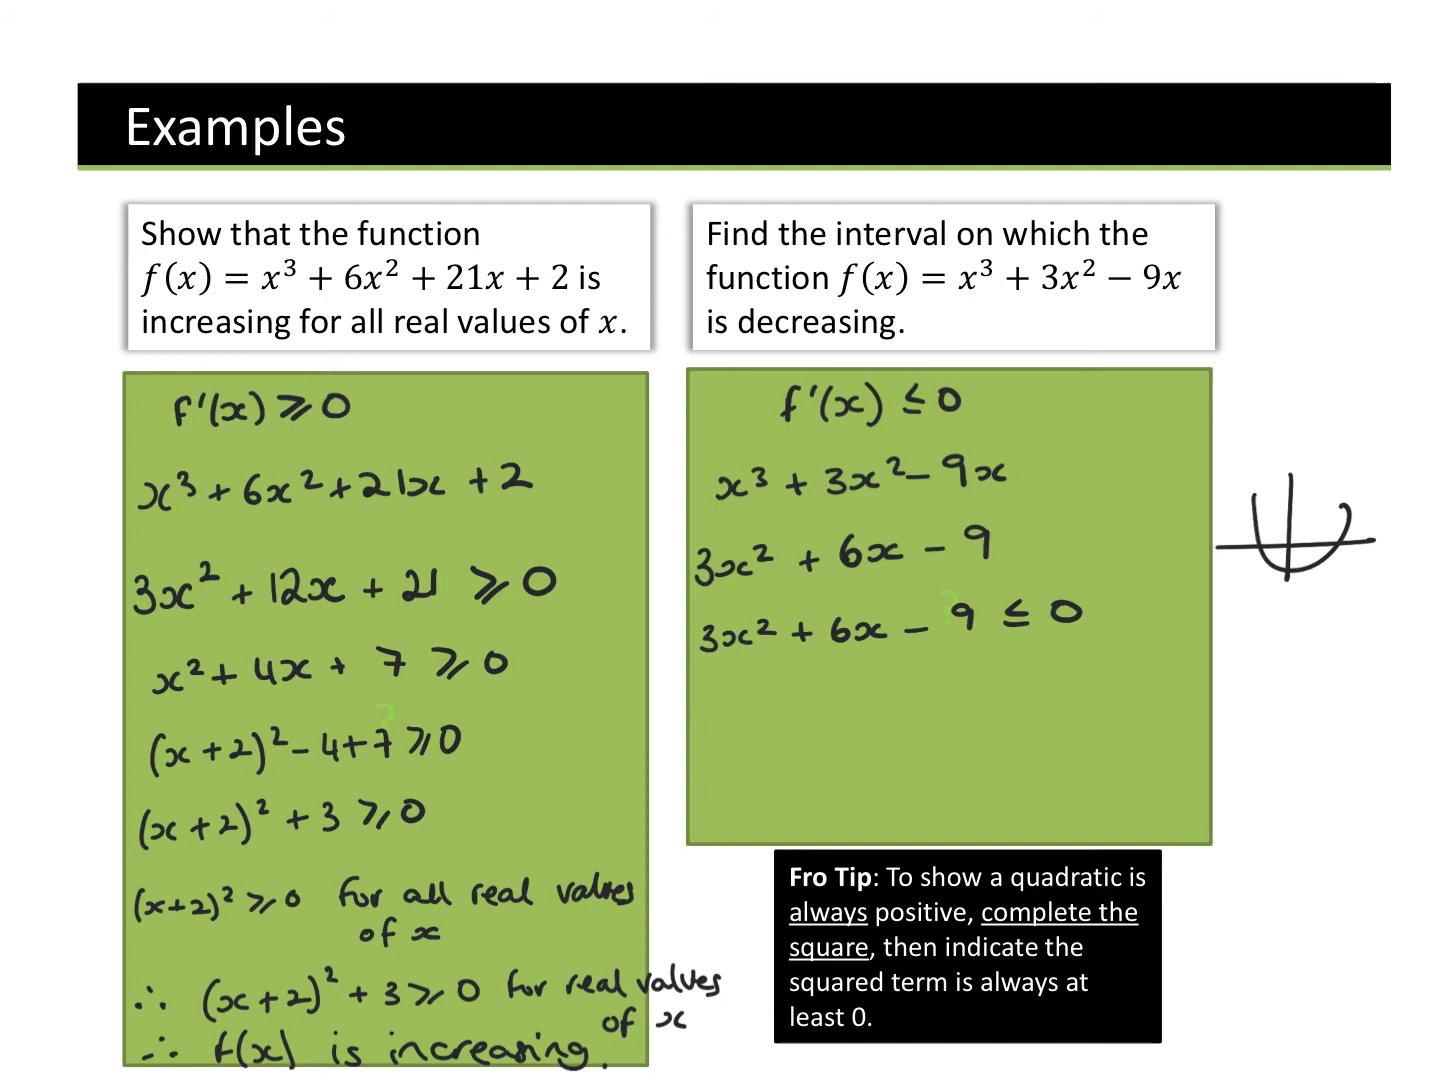 Examples
Show that the function
f(x) = x³ + 6x² + 21x + 2 is
increasing for all real values of x.
f'(x) ⩾ 0
x³ + 6x² + 21x + 2
3x² + 12x + 21 ⩾ 0
x² + 4x + 7 ⩾ 0
?
(x + 2)² - 4 + 7 ⩾ 0
(x + 2)² + 3 ⩾ 0
(x+2)² ⩾ 0 for all real values
of x
∴ (x+2)² + 3 ⩾ 0 for real values
of x
∴ f(x) is increasing.
Find the interval on which the
function f(x) = x³ + 3x² − 9x
is decreasing.
f'(x) ≤ 0
x³ + 3x² - 9x
3x² + 6x - 9
?
3x² + 6x - 9 ≤ 0
Fro Tip: To show a quadratic is
always positive, complete the
square, then indicate the
squared term is always at
least 0.